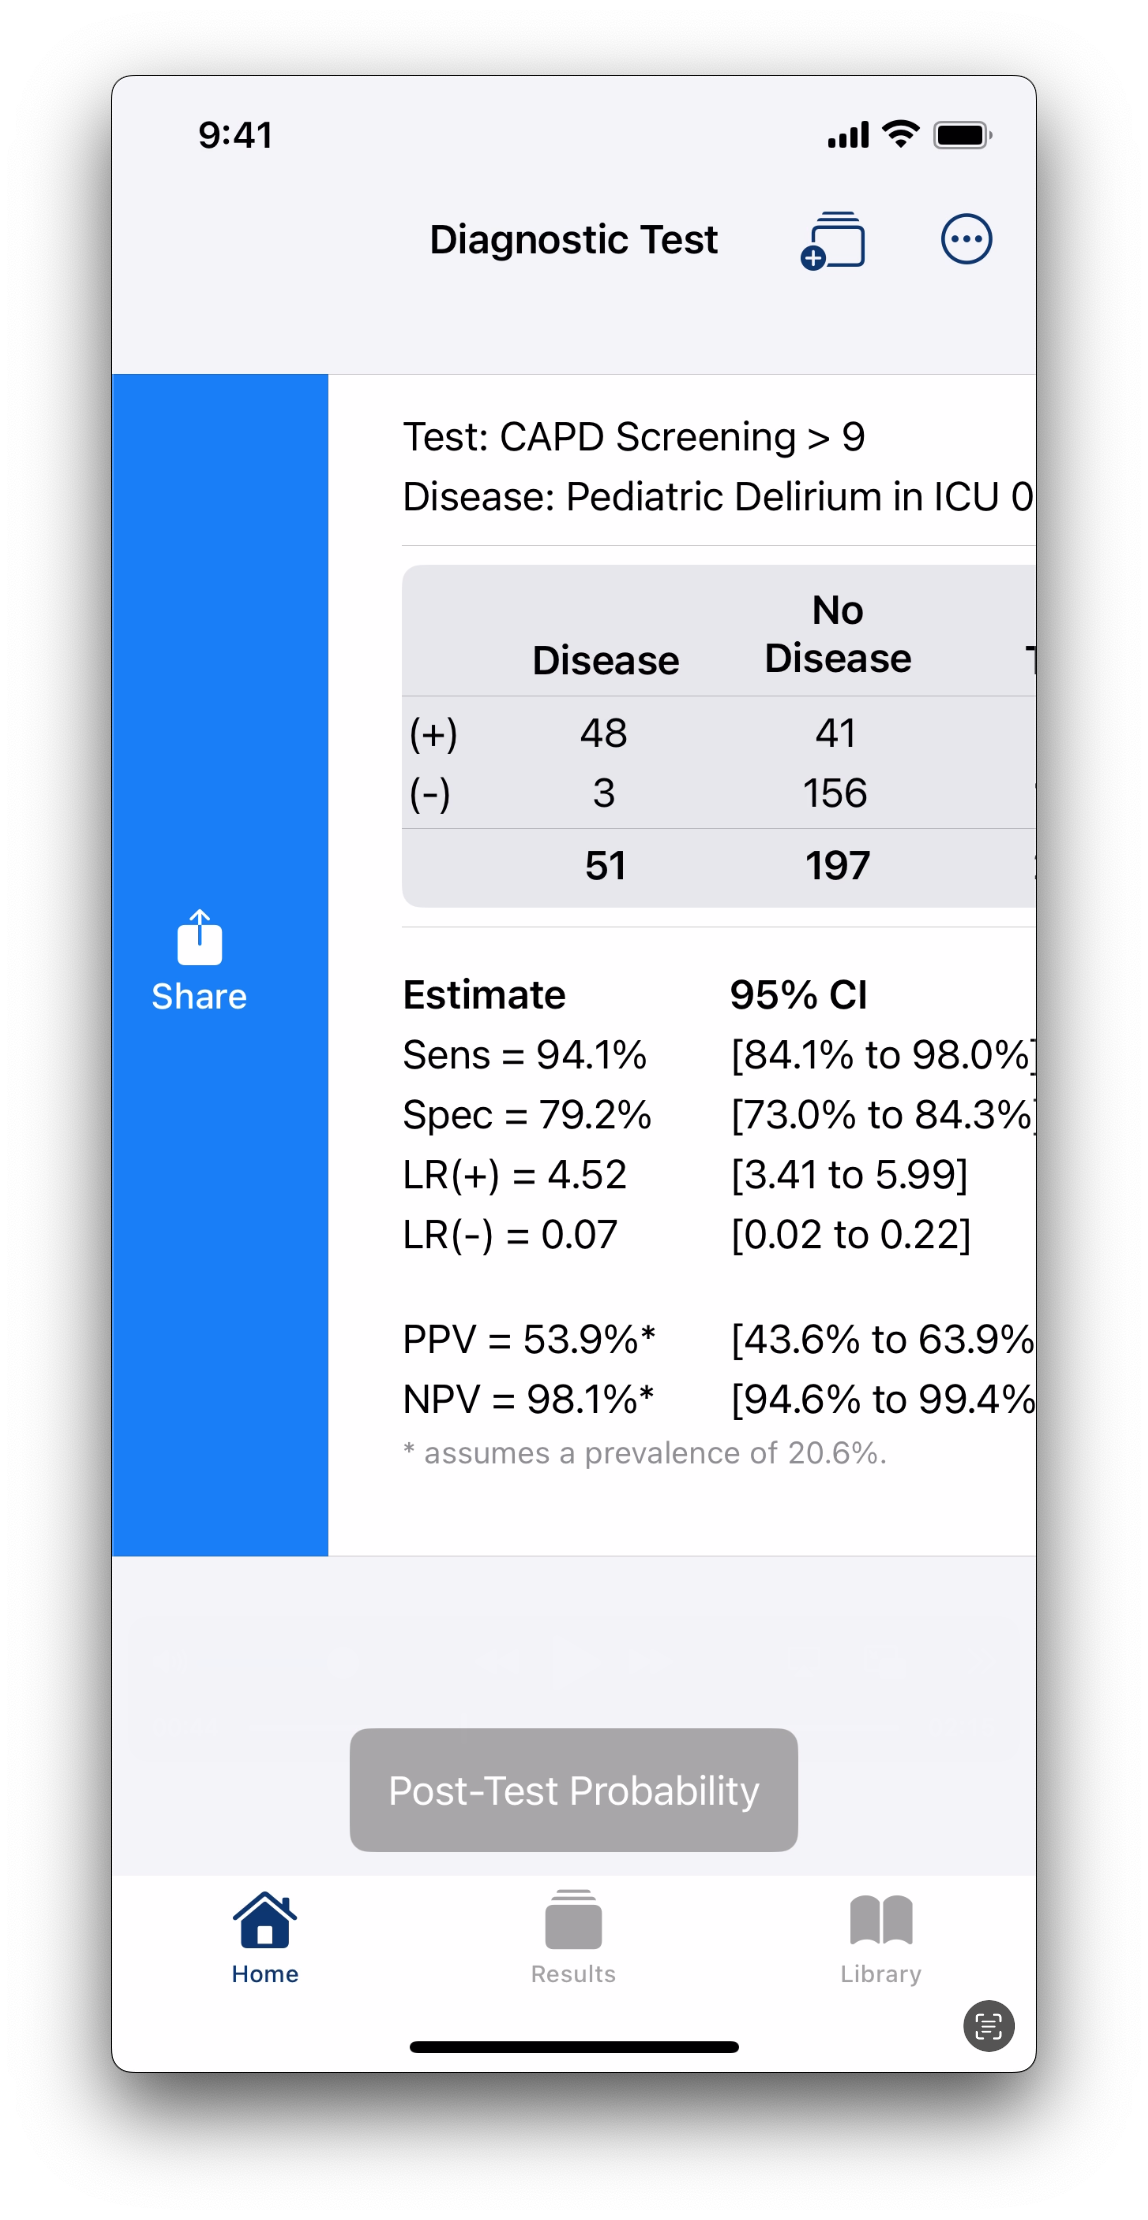 9:41
Diagnostic Test
Test: CAPD Screening > 9
Disease: Pediatric Delirium in ICU 0
No
Disease Disease
(+) 48 41
(-) 3 156
51 197
Share
Estimate 95% CI
Sens = 94.1% [84.1% to 98.0%]
Spec = 79.2% [73.0% to 84.3%]
LR(+) = 4.52 [3.41 to 5.99]
LR(-) = 0.07 [0.02 to 0.22]
PPV = 53.9%* [43.6% to 63.9%
NPV = 98.1%* [94.6% to 99.4%
* assumes a prevalence of 20.6%.
Post-Test Probability
Home Results Library